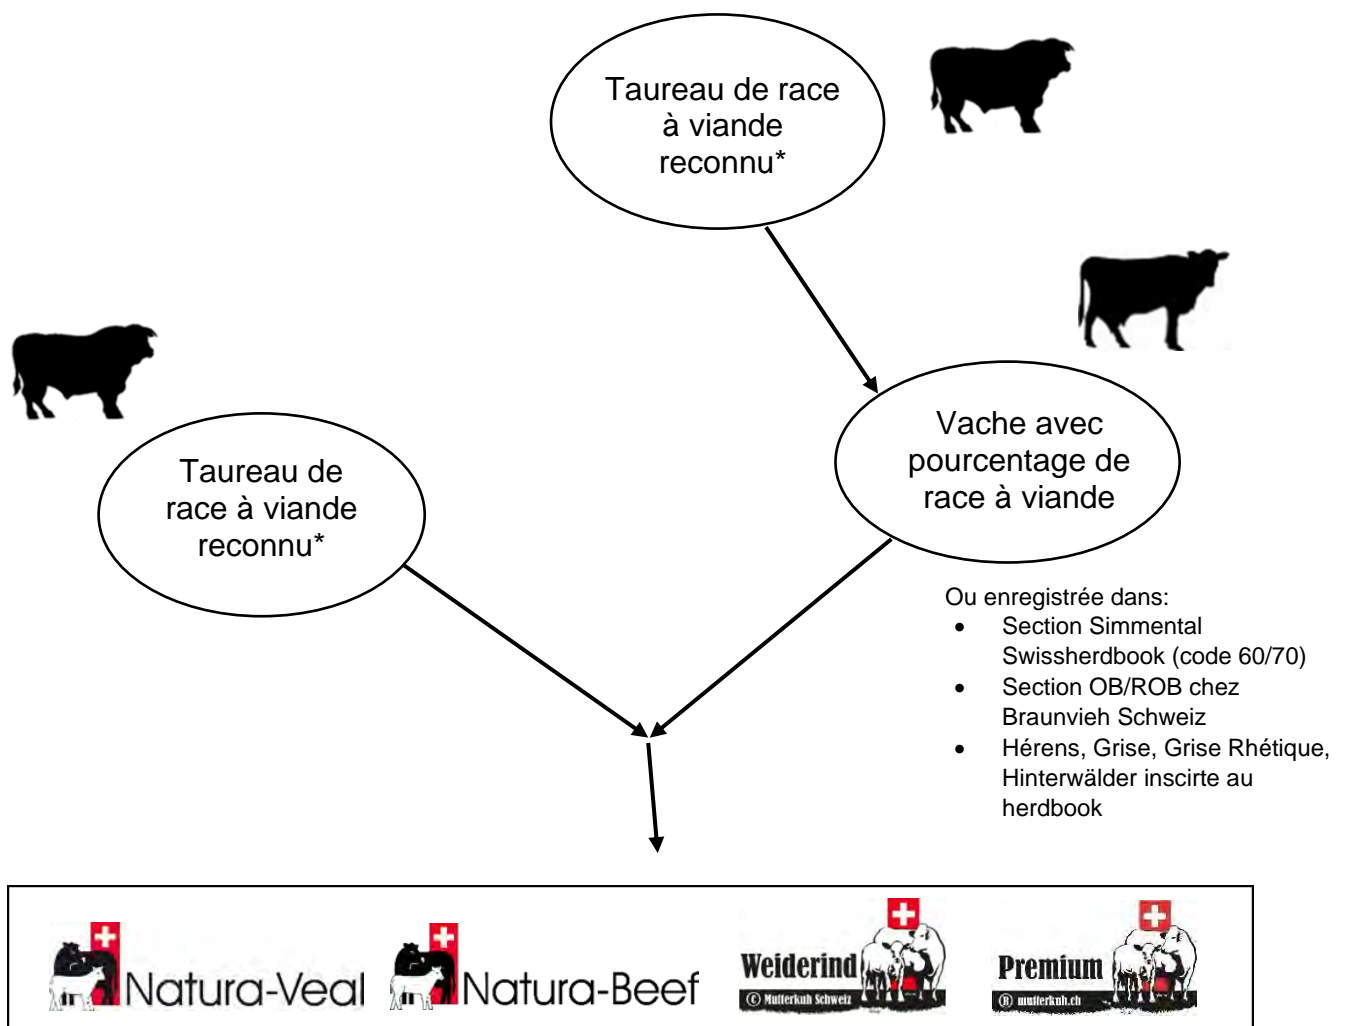 Taureau de race
à viande
reconnu*
Taureau de
race à viande
reconnu*
Vache avec
pourcentage de
race à viande
Ou enregistrée dans:
• Section Simmental
Swissherdbook (code 60/70)
• Section OB/ROB chez
Braunvieh Schweiz
• Hérens, Grise, Grise Rhétique,
Hinterwälder inscirte au
herdbook
Natura-Veal
Natura-Beef
Weiderind
© Mutterkuh Schweiz
Premium
® mutterkuh.ch